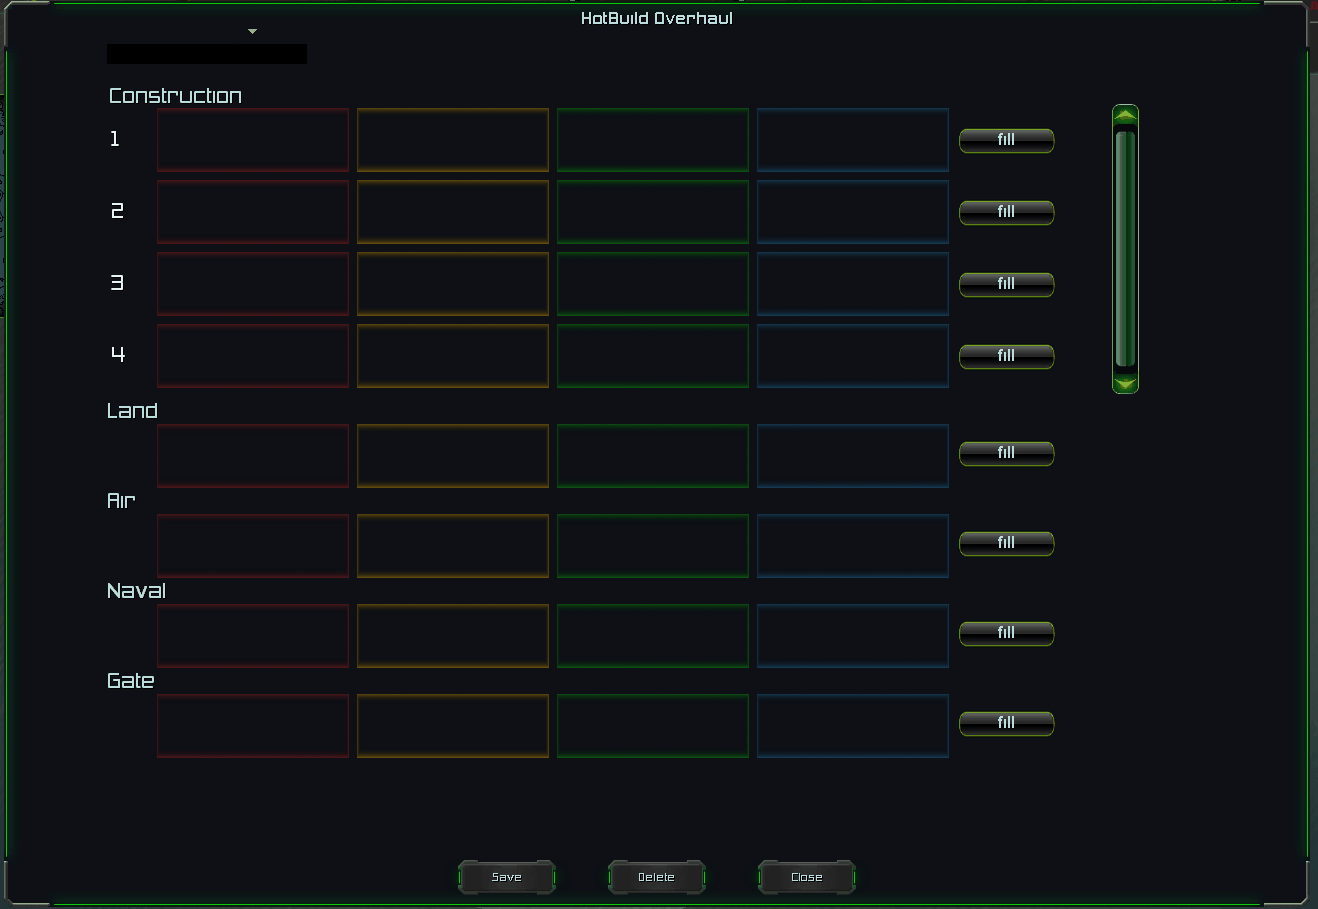 HotBuild Overhaul
Construction
1 fill
2 fill
3 fill
4 fill
Land
fill
Air
fill
Naval
fill
Gate
fill
Save Delete Close